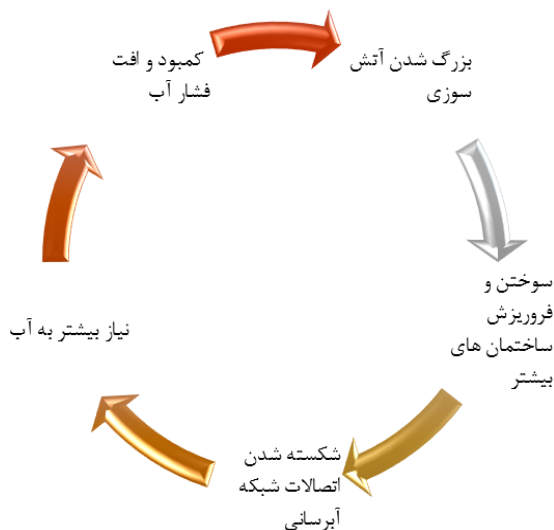 بزرگ شدن آتش
سوزی
سوختن و
فروریزش
ساختمان های
بیشتر
شکسته شدن
اتصالات شبکه
آبرسانی
نیاز بیشتر به آب
کمبود و افت
فشار آب